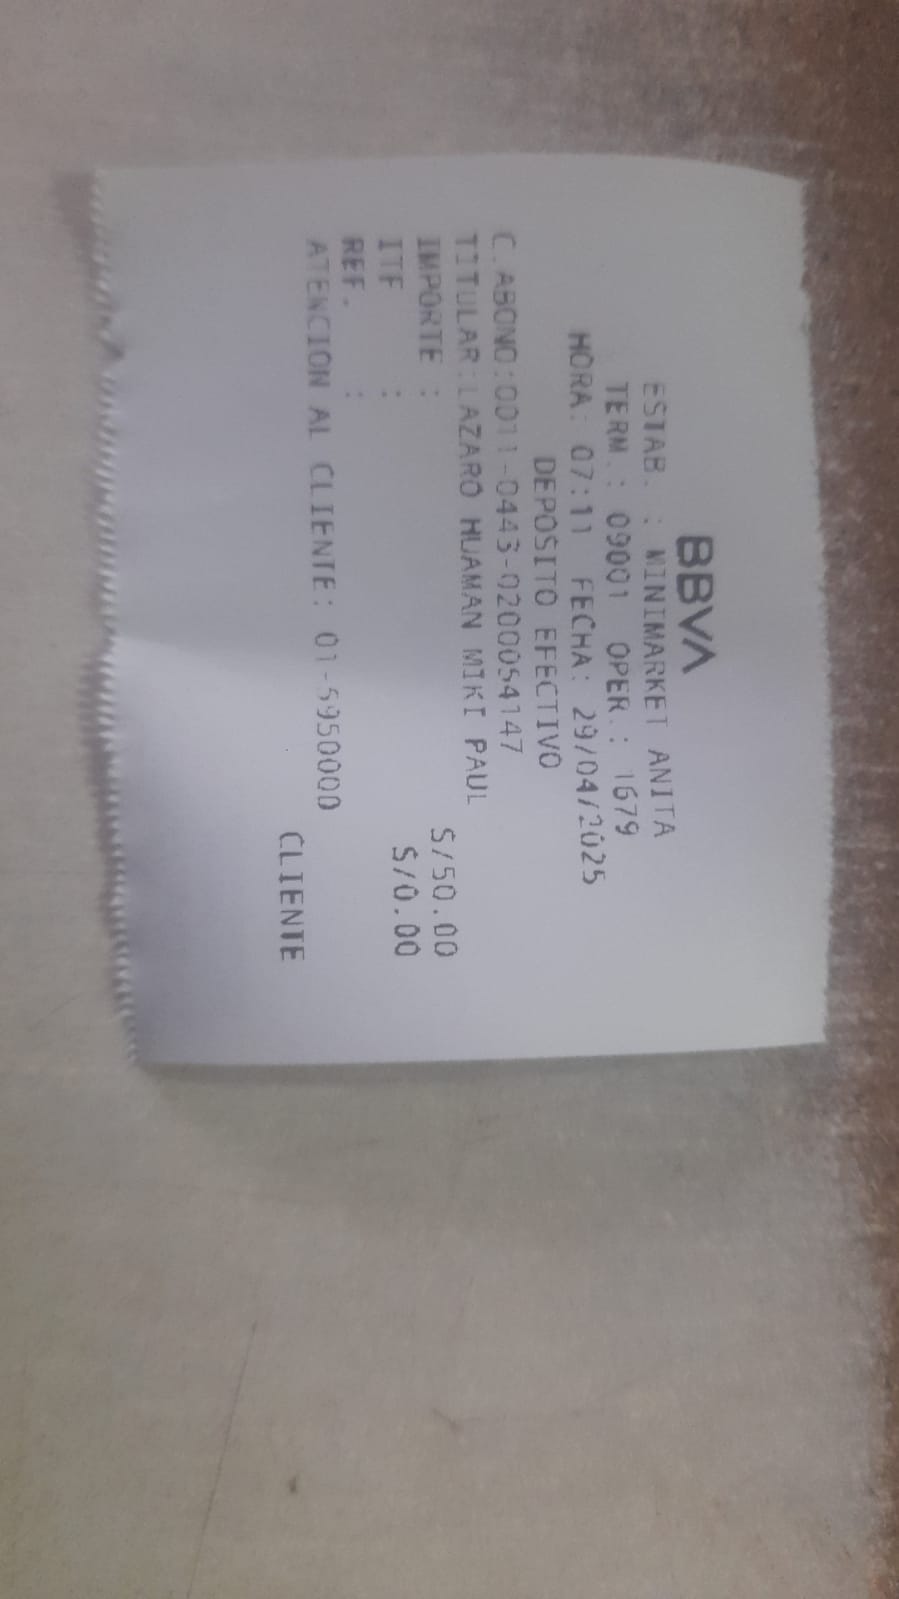 BBVA
ESTAB. : MINIMARKET ANITA
TERM.: 09001 OPER.: 1679
HORA: 07:11 FECHA: 29/04/2025
DEPOSITO EFECTIVO
C.ABONO:0011-0443-0200054147
TITULAR:LAZARO HUAMAN MIKI PAUL
IMPORTE : S/50.00
ITF : S/0.00
REF. :
ATENCION AL CLIENTE: 01-5950000
CLIENTE